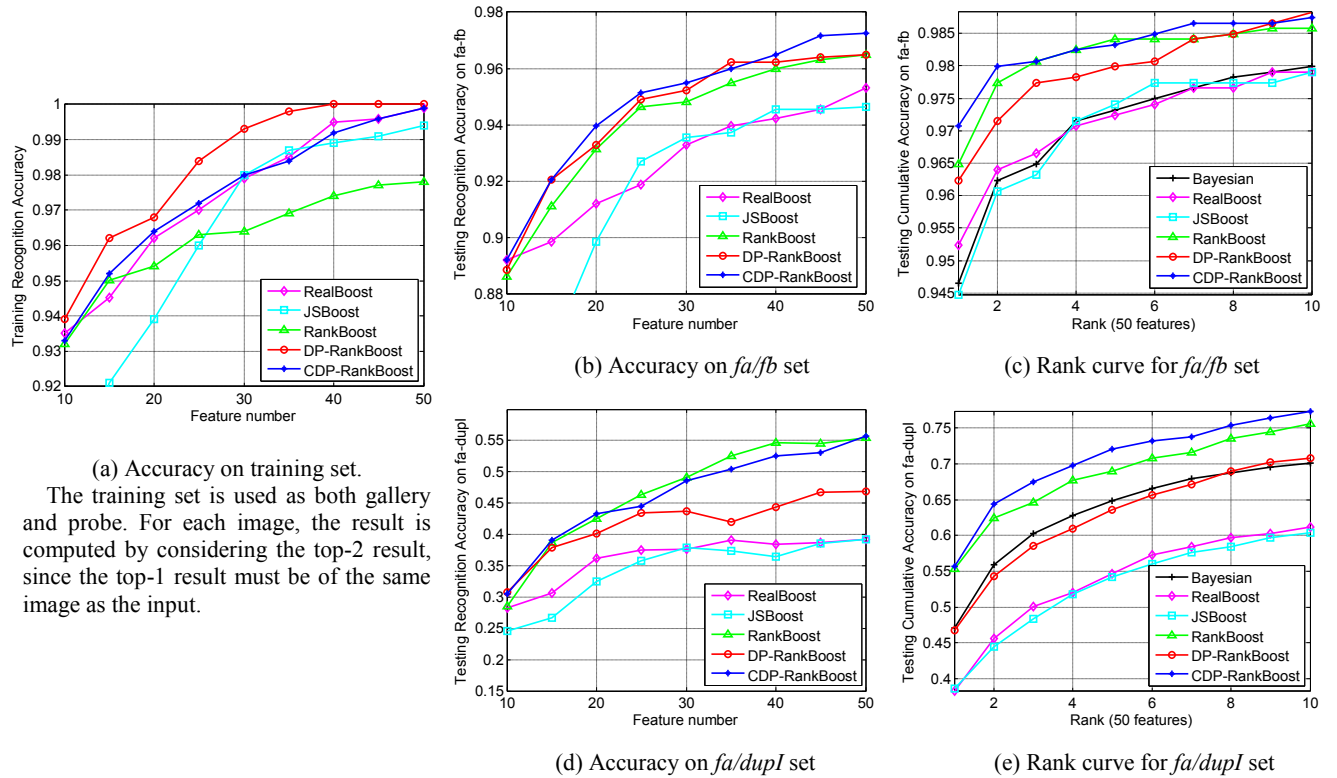 1
0.99
0.98
0.97
0.96
0.95
0.94
0.93
0.92
10 20 30 40 50
Training Recognition Accuracy
Feature number
RealBoost
JSBoost
RankBoost
DP-RankBoost
CDP-RankBoost
(a) Accuracy on training set.
The training set is used as both gallery
and probe. For each image, the result is
computed by considering the top-2 result,
since the top-1 result must be of the same
image as the input.
0.98
0.96
0.94
0.92
0.9
0.88
10 20 30 40 50
Testing Recognition Accuracy on fa-fb
Feature number
RealBoost
JSBoost
RankBoost
DP-RankBoost
CDP-RankBoost
(b) Accuracy on fa/fb set
0.985
0.98
0.975
0.97
0.965
0.96
0.955
0.95
0.945
2 4 6 8 10
Testing Cumulative Accuracy on fa-fb
Rank (50 features)
Bayesian
RealBoost
JSBoost
RankBoost
DP-RankBoost
CDP-RankBoost
(c) Rank curve for fa/fb set
0.55
0.5
0.45
0.4
0.35
0.3
0.25
0.2
0.15
10 20 30 40 50
Testing Recognition Accuracy on fa-dupI
Feature number
RealBoost
JSBoost
RankBoost
DP-RankBoost
CDP-RankBoost
(d) Accuracy on fa/dupI set
0.75
0.7
0.65
0.6
0.55
0.5
0.45
0.4
2 4 6 8 10
Testing Cumulative Accuracy on fa-dupI
Rank (50 features)
Bayesian
RealBoost
JSBoost
RankBoost
DP-RankBoost
CDP-RankBoost
(e) Rank curve for fa/dupI set